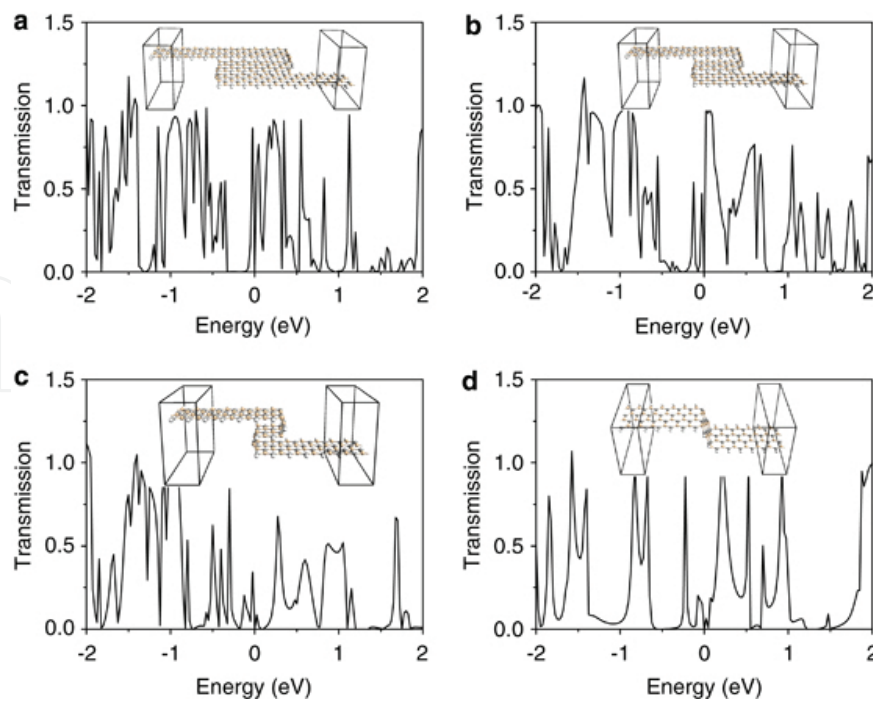 a
1.5
1.0
0.5
0.0
Transmission
-2 -1 0 1 2
Energy (eV)
b
1.5
1.0
0.5
0.0
Transmission
-2 -1 0 1 2
Energy (eV)
c
1.5
1.0
0.5
0.0
Transmission
-2 -1 0 1 2
Energy (eV)
d
1.5
1.0
0.5
0.0
Transmission
-2 -1 0 1 2
Energy (eV)